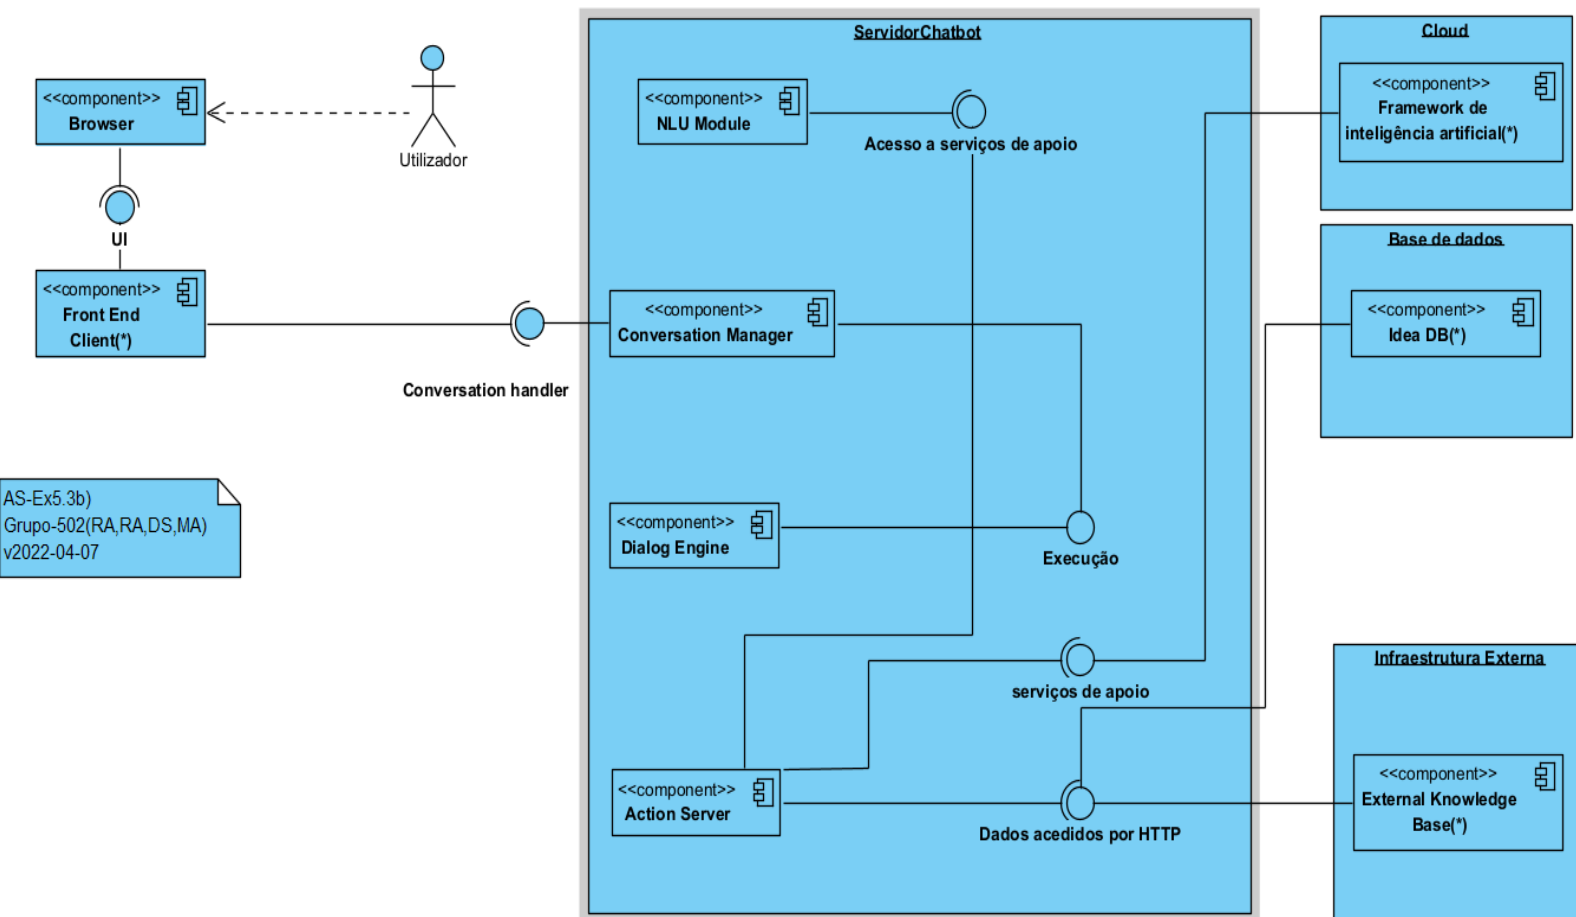 <<component>>
Browser
Utilizador
UI
<<component>>
Front End
Client(*)
Conversation handler
AS-Ex5.3b)
Grupo-502(RA,RA,DS,MA)
v2022-04-07
ServidorChatbot
<<component>>
NLU Module
Acesso a serviços de apoio
<<component>>
Conversation Manager
<<component>>
Dialog Engine
Execução
serviços de apoio
<<component>>
Action Server
Dados acedidos por HTTP
Cloud
<<component>>
Framework de
inteligência artificial(*)
Base de dados
<<component>>
Idea DB(*)
Infraestrutura Externa
<<component>>
External Knowledge
Base(*)